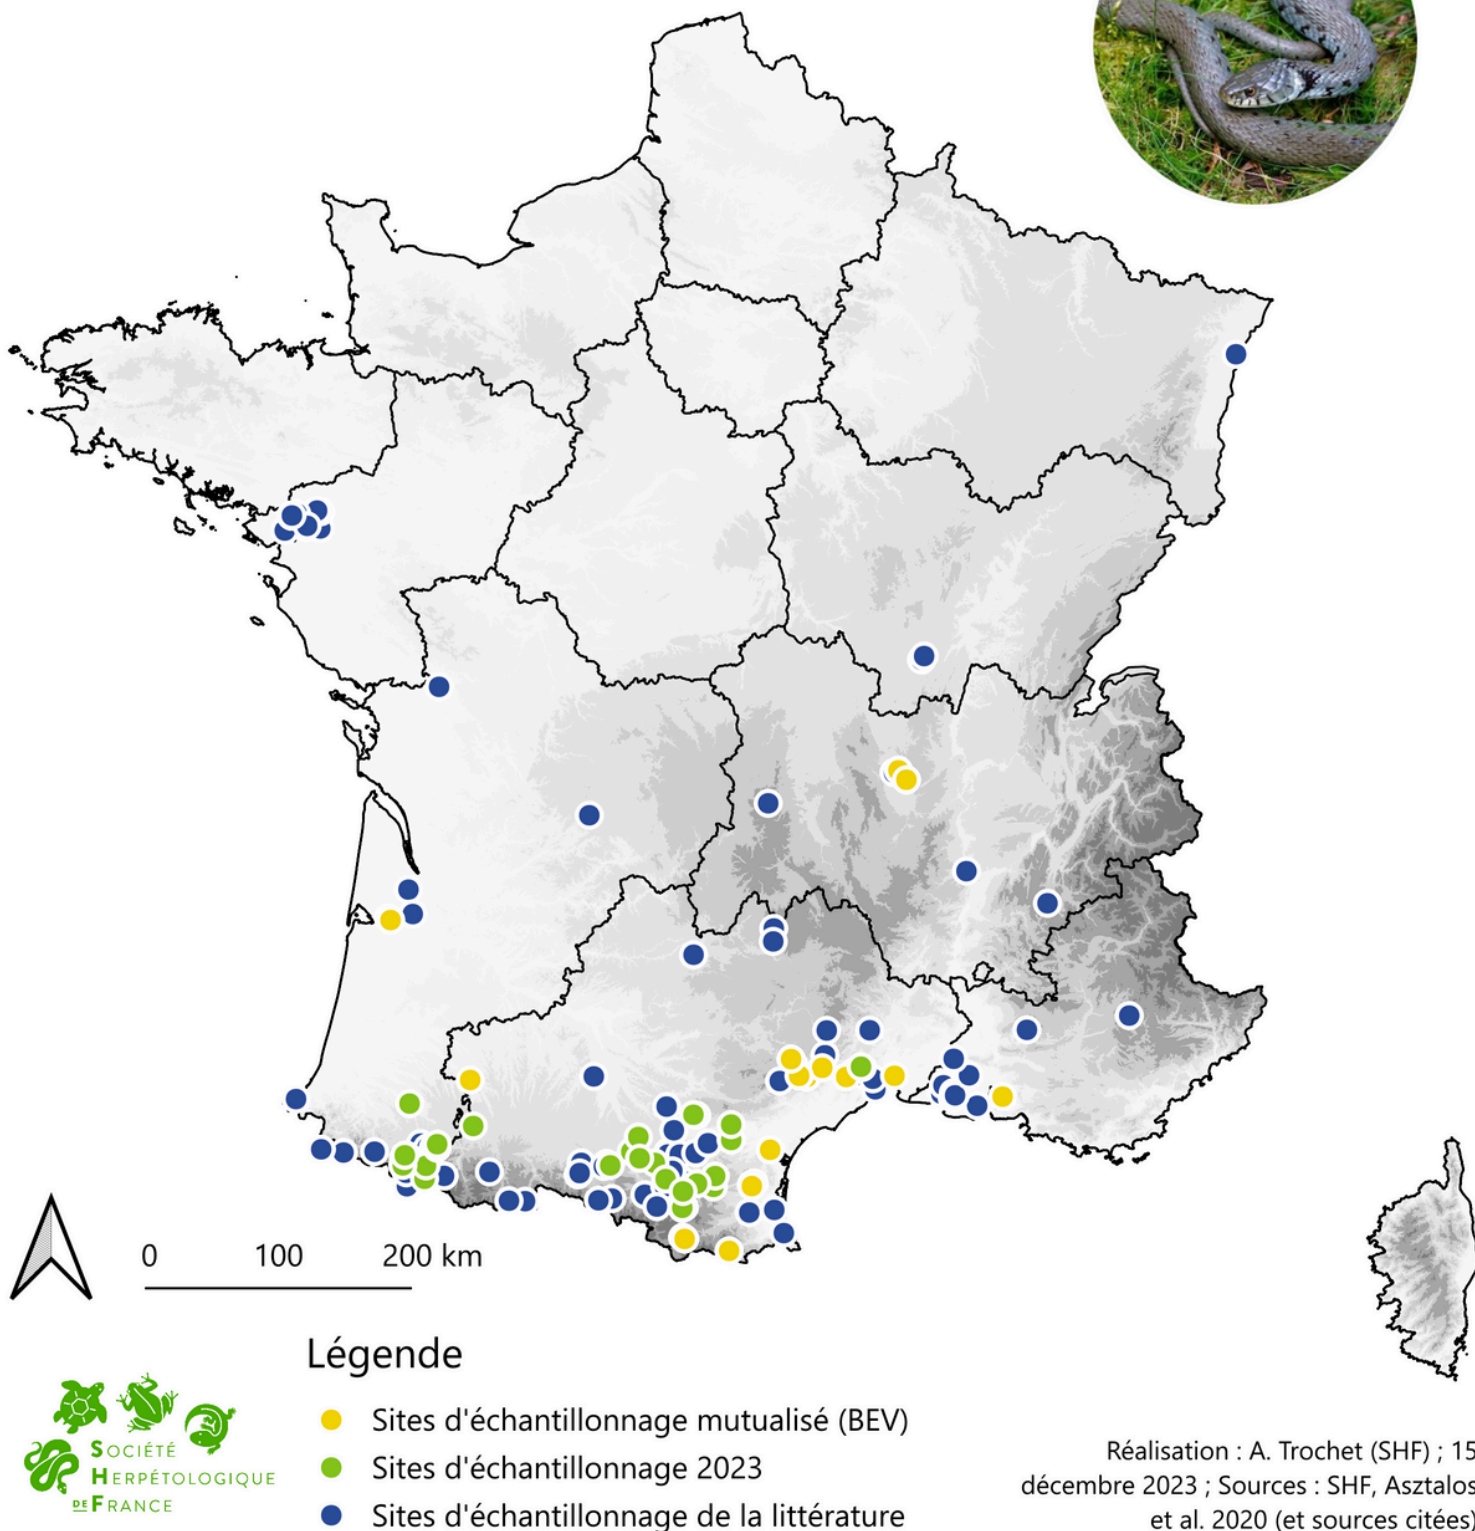 0 100 200 km
Légende
Sites d'échantillonnage mutualisé (BEV)
Sites d'échantillonnage 2023
Sites d'échantillonnage de la littérature
SOCIÉTÉ
HERPÉTOLOGIQUE
DE FRANCE
Réalisation : A. Trochet (SHF) ; 15
décembre 2023 ; Sources : SHF, Asztalos
et al. 2020 (et sources citées)